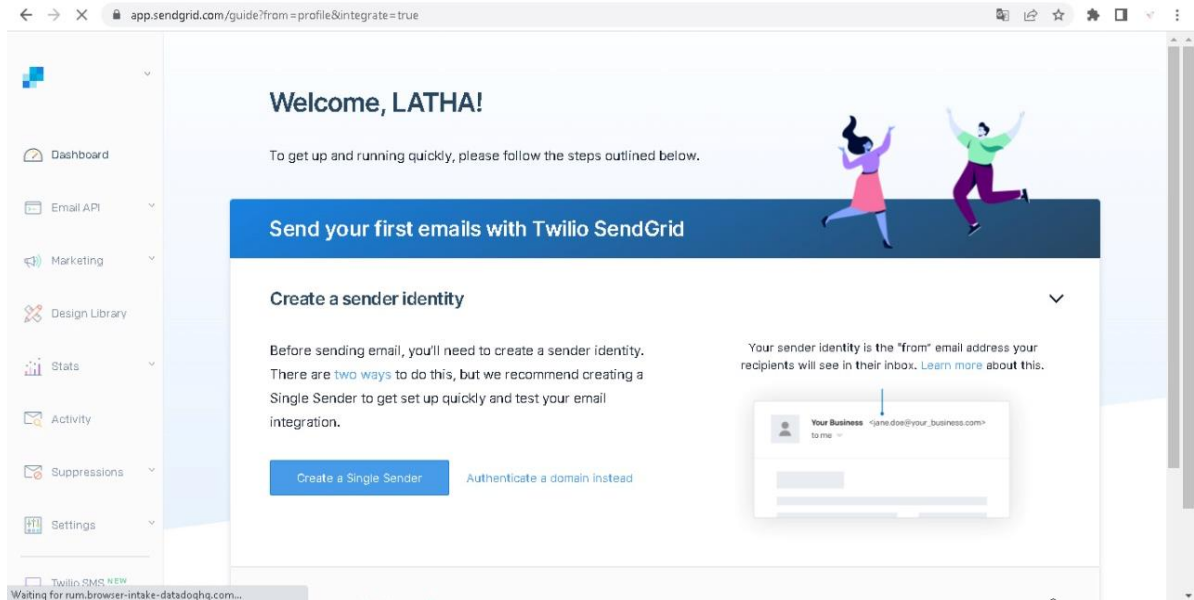 app.sendgrid.com/guide?from=profile&integrate=true
Welcome, LATHA!
To get up and running quickly, please follow the steps outlined below.
Dashboard
Email API
Marketing
Design Library
Stats
Activity
Suppressions
Settings
Twilio SMS NEW
Send your first emails with Twilio SendGrid
Create a sender identity
Before sending email, you'll need to create a sender identity.
There are two ways to do this, but we recommend creating a
Single Sender to get set up quickly and test your email
integration.
Create a Single Sender
Authenticate a domain instead
Your sender identity is the "from" email address your
recipients will see in their inbox. Learn more about this.
Your Business <jane.doe@your_business.com>
to me
Waiting for rum.browser-intake-datadoghq.com...